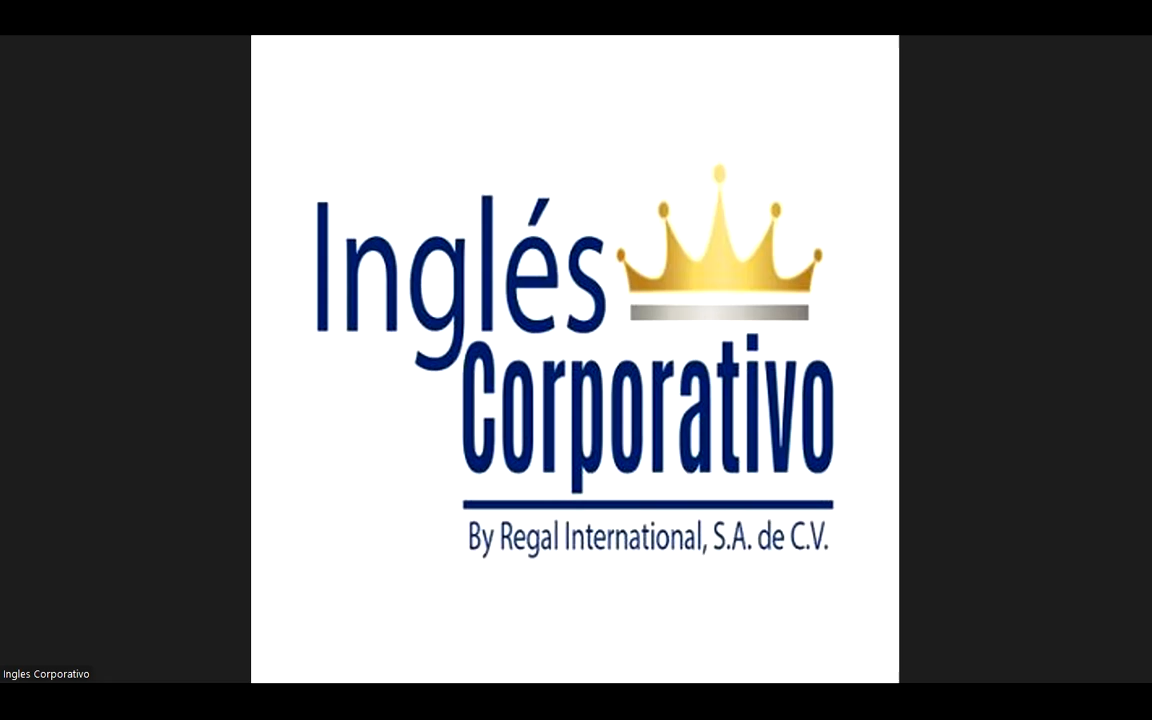 Inglés
Corporativo
By Regal International, S.A. de C.V.
Ingles Corporativo